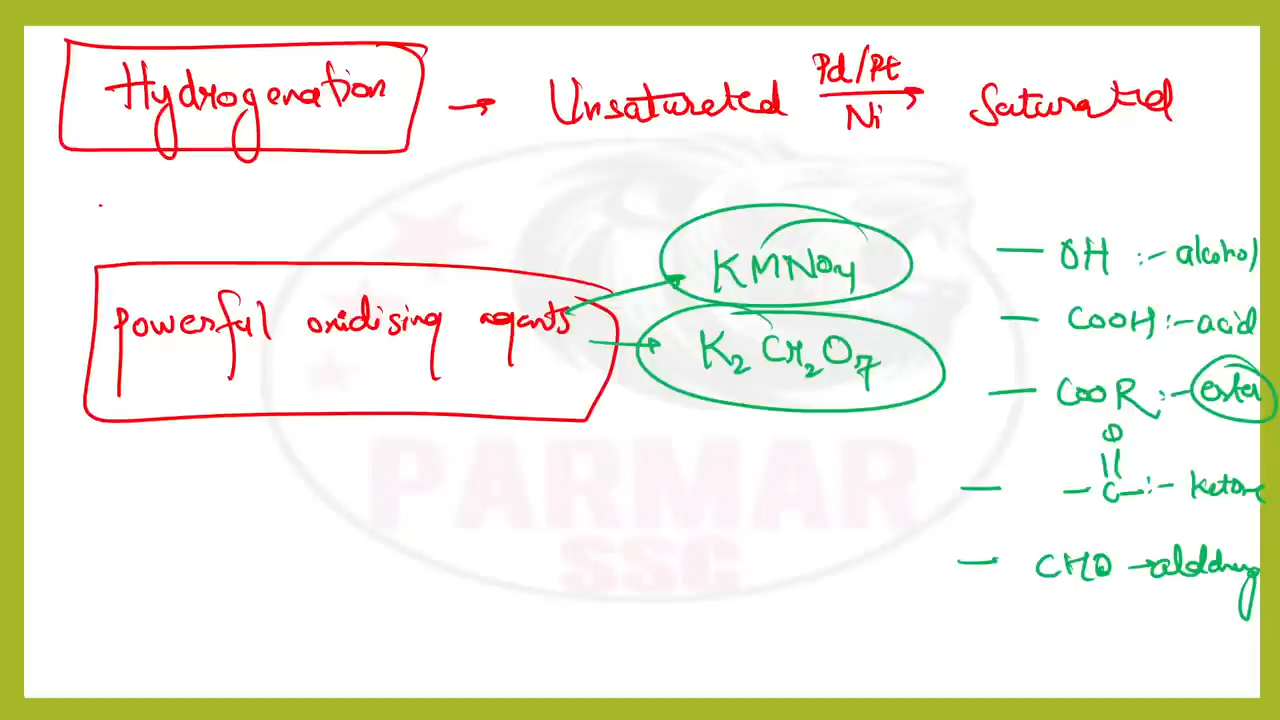 Hydrogenation → Unsaturated Pd/Pt Ni → Saturated
Powerful oxidising agents
KMNO4
K2Cr2O7
— OH :- alcohol
— COOH :- acid
— COOR :- ester
O
— -C- :- ketone
— CHO →
PARMAR
SSC